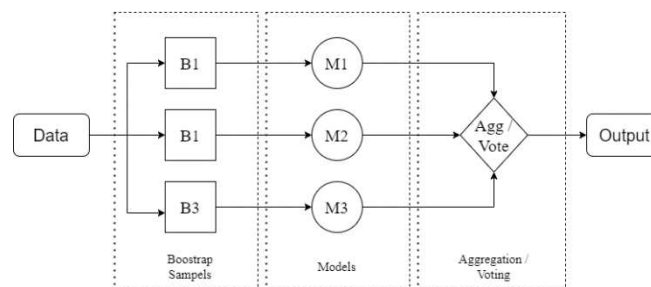 B1
M1
Data
B1
M2
Agg /
Vote
Output
B3
M3
Boostrap
Sampels
Models
Aggregation /
Voting